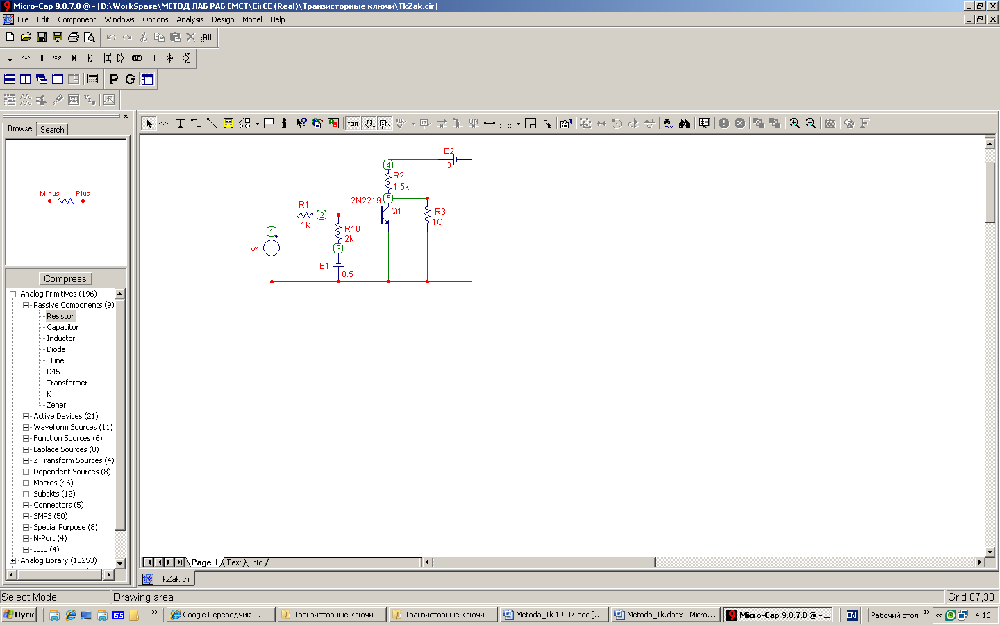 Micro-Cap 9.0.7.0 @ - [D:\WorkSpase\МЕТОД ЛАБ РАБ ЕМСТ\CirCE (Real)\Транзисторные ключи\TkZak.cir]
File Edit Component Windows Options Analysis Design Model Help
P G
Browse Search
TEXT
Minus Plus
Compress
Analog Primitives (196)
Passive Components (9)
Resistor
Capacitor
Inductor
Diode
TLine
D45
Transformer
K
Zener
Active Devices (21)
Waveform Sources (11)
Function Sources (6)
Laplace Sources (8)
Z Transform Sources (4)
Dependent Sources (8)
Macros (46)
Subckts (12)
Connectors (5)
SMPS (50)
Special Purpose (8)
N-Port (4)
IBIS (4)
Analog Library (18253)
E2
3
4
R2
1.5k
5
2N2219
Q1
R3
1G
R1
1k
2
R10
2k
3
1
V1
E1
0.5
Page 1 Text Info
TkZak.cir
Select Mode
Drawing area
Grid 87,33
Пуск
ISIS
Google Переводчик - ...
Транзисторные ключи
Транзисторные ключи
Metoda_Tk 19-07.doc [...
Metoda_Tk.docx - Micro...
Micro-Cap 9.0.7.0 @ - ...
EN
Рабочий стол
4:16